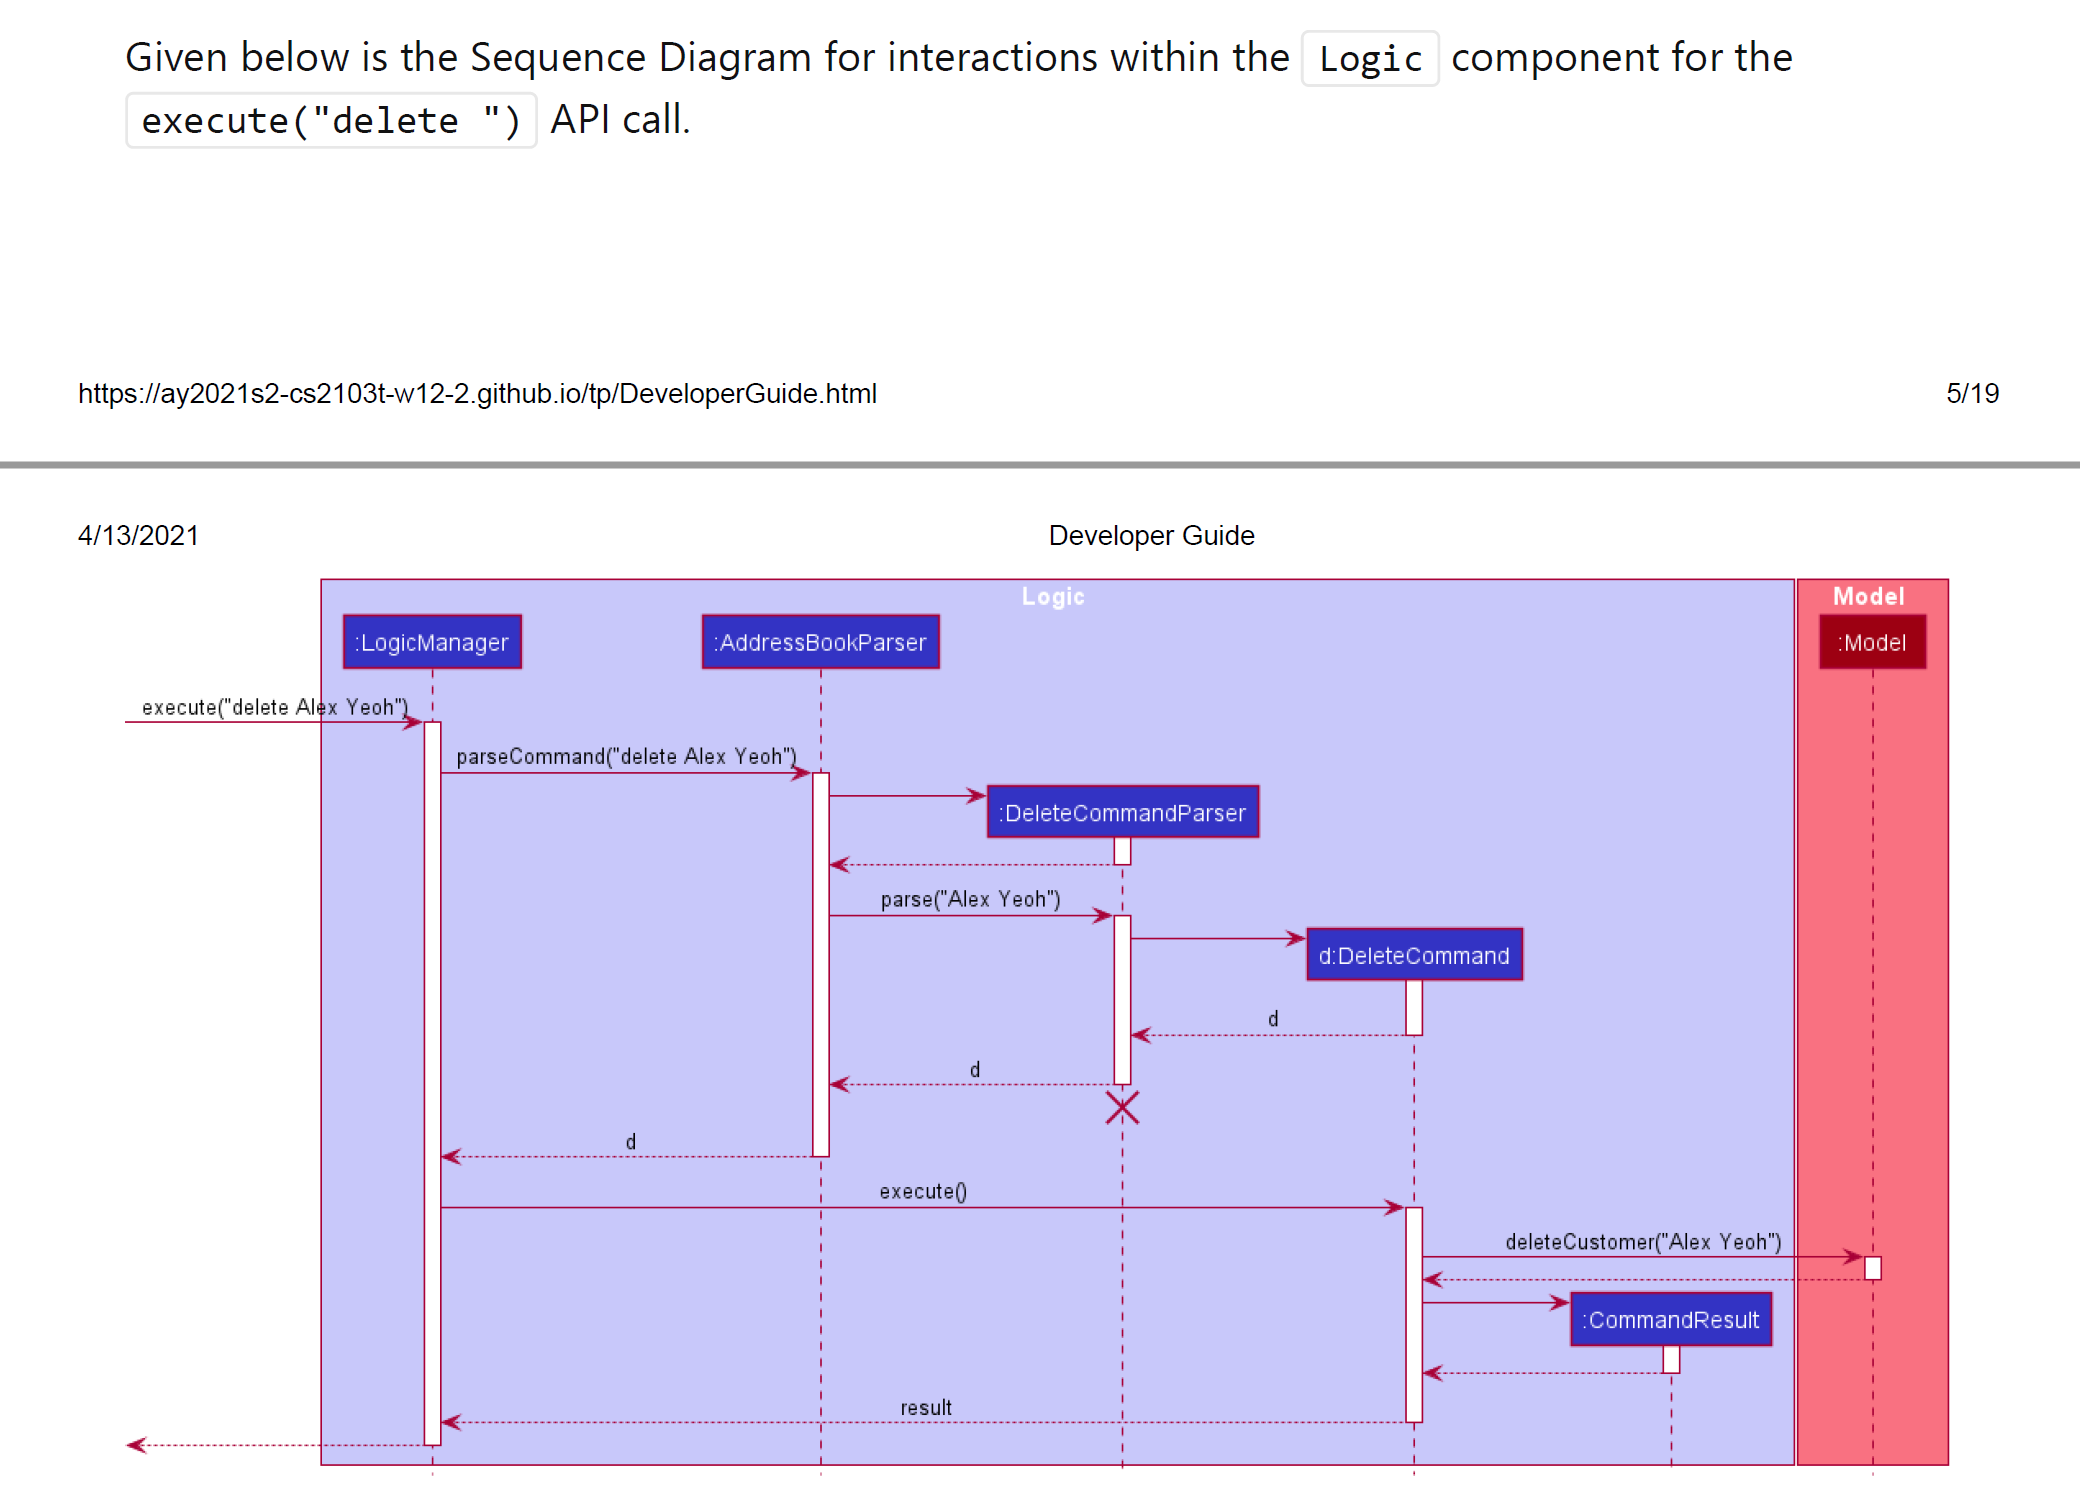 Given below is the Sequence Diagram for interactions within the Logic component for the
execute("delete ") API call.
https://ay2021s2-cs2103t-w12-2.github.io/tp/DeveloperGuide.html 5/19
4/13/2021 Developer Guide
Logic Model
:LogicManager :AddressBookParser :Model
execute("delete Alex Yeoh")
parseCommand("delete Alex Yeoh")
:DeleteCommandParser
parse("Alex Yeoh")
d:DeleteCommand
d
d
d
execute()
deleteCustomer("Alex Yeoh")
:CommandResult
result